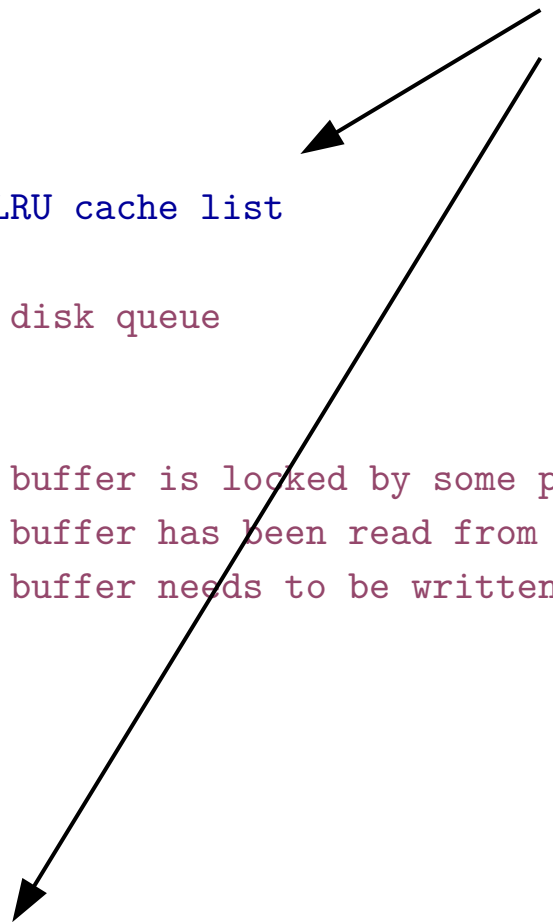 LRU cache list
disk queue
buffer is locked by some p
buffer has been read from
buffer needs to be written